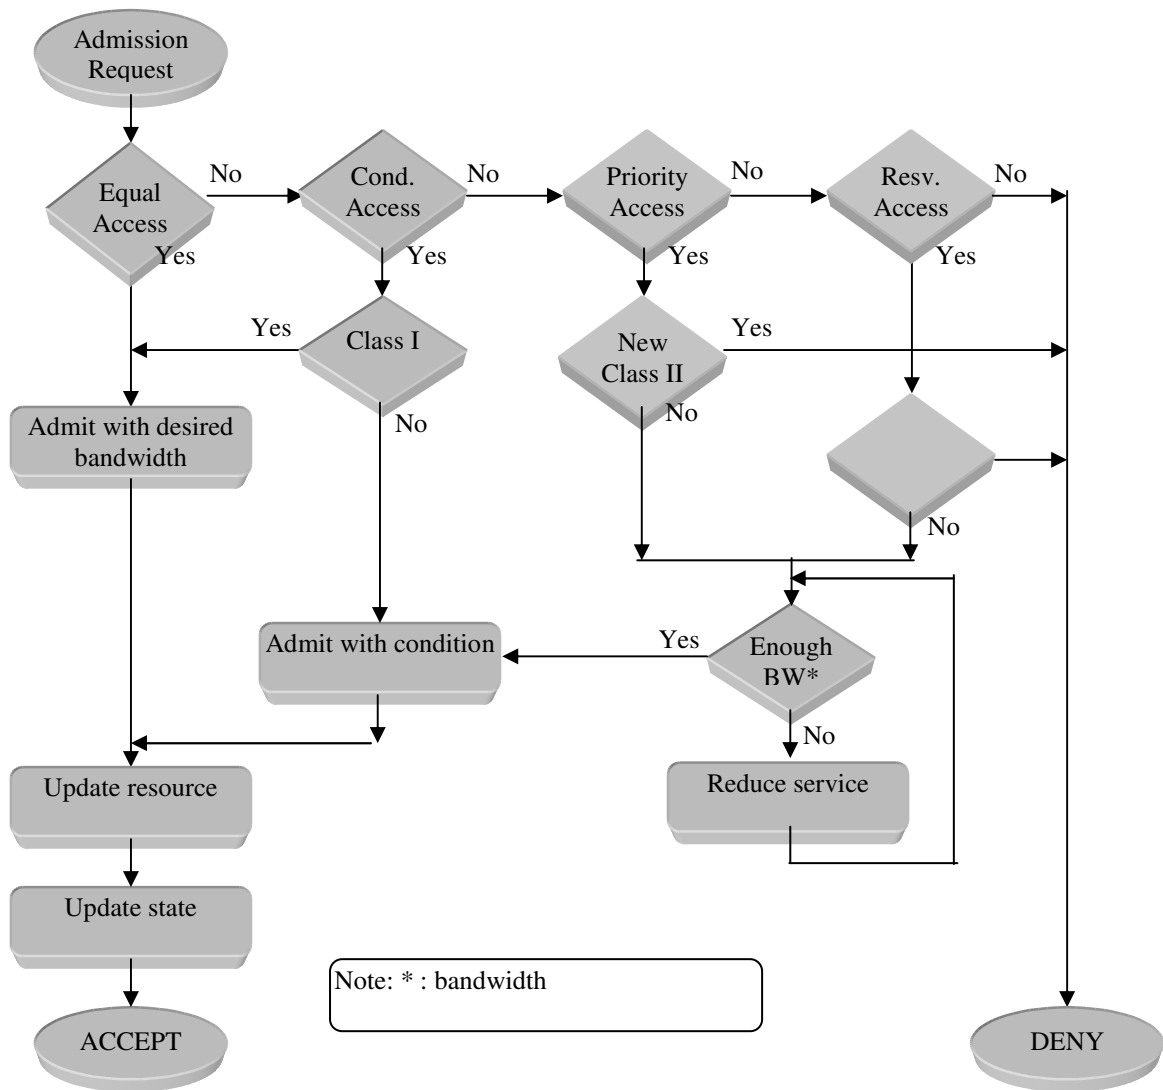 Admission
Request
No
No
No
No
Equal
Access
Cond.
Access
Priority
Access
Resv.
Access
Yes
Yes
Yes
Yes
Yes
Class I
New
Class II
Yes
No
No
Admit with desired
bandwidth
No
Admit with condition
Yes
Enough
BW*
No
Update resource
Reduce service
Update state
Note: * : bandwidth
ACCEPT
DENY